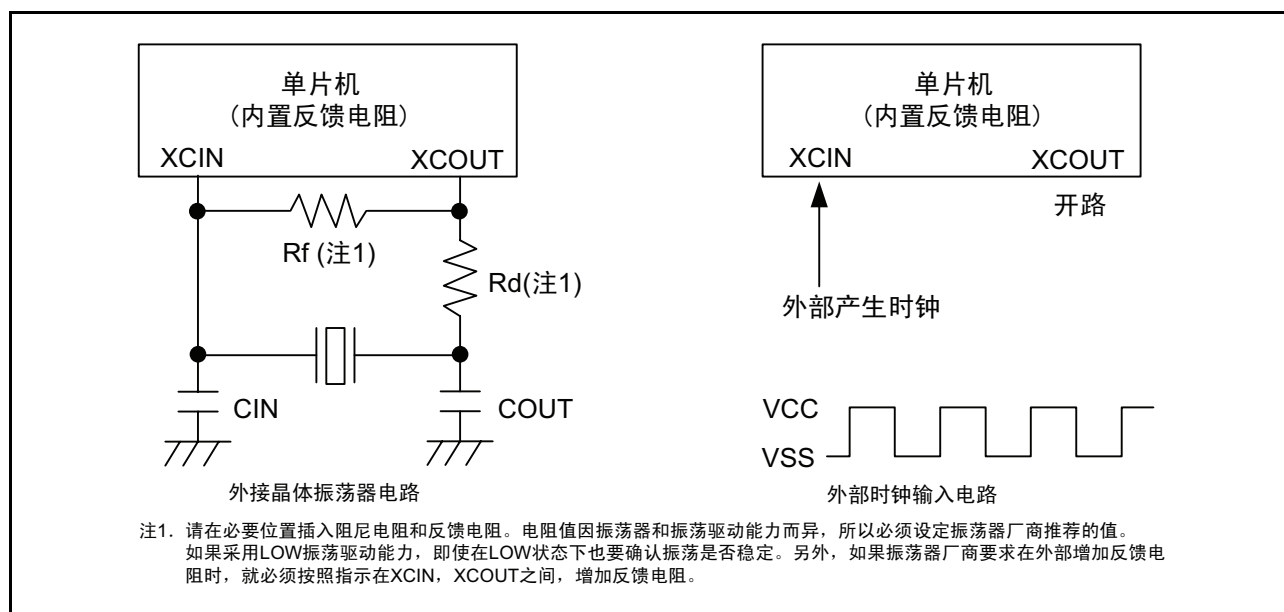 单片机
(内置反馈电阻)
XCIN
XCOUT
Rf (注1)
Rd(注1)
CIN
COUT
外接晶体振荡器电路
单片机
(内置反馈电阻)
XCIN
XCOUT
开路
外部产生时钟
VCC
VSS
外部时钟输入电路
注1. 请在必要位置插入阻尼电阻和反馈电阻。电阻值因振荡器和振荡驱动能力而异，所以必须设定振荡器厂商推荐的值。
如果采用LOW振荡驱动能力，即使在LOW状态下也要确认振荡是否稳定。另外，如果振荡器厂商要求在外部增加反馈电
阻时，就必须按照指示在XCIN，XCOUT之间，增加反馈电阻。